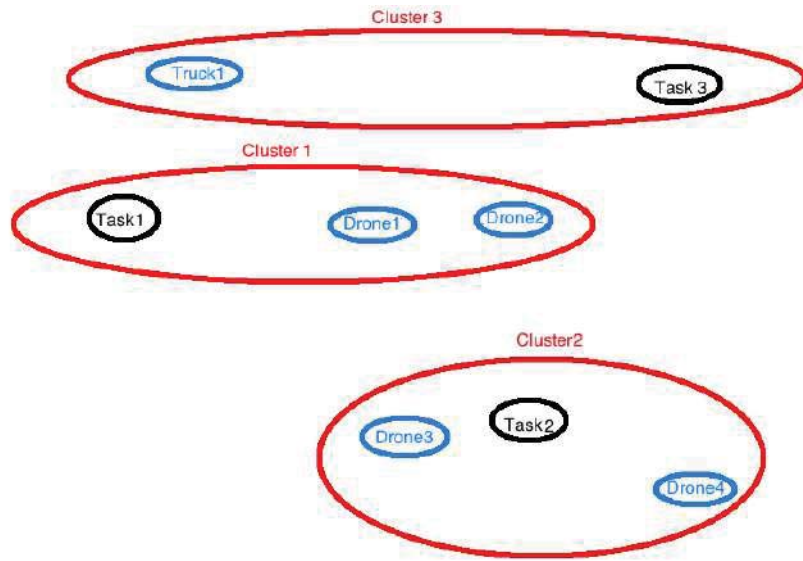 Cluster 3
Truck1
Task 3
Cluster 1
Task1
Drone1
Drone2
Cluster2
Drone3
Task2
Drone4